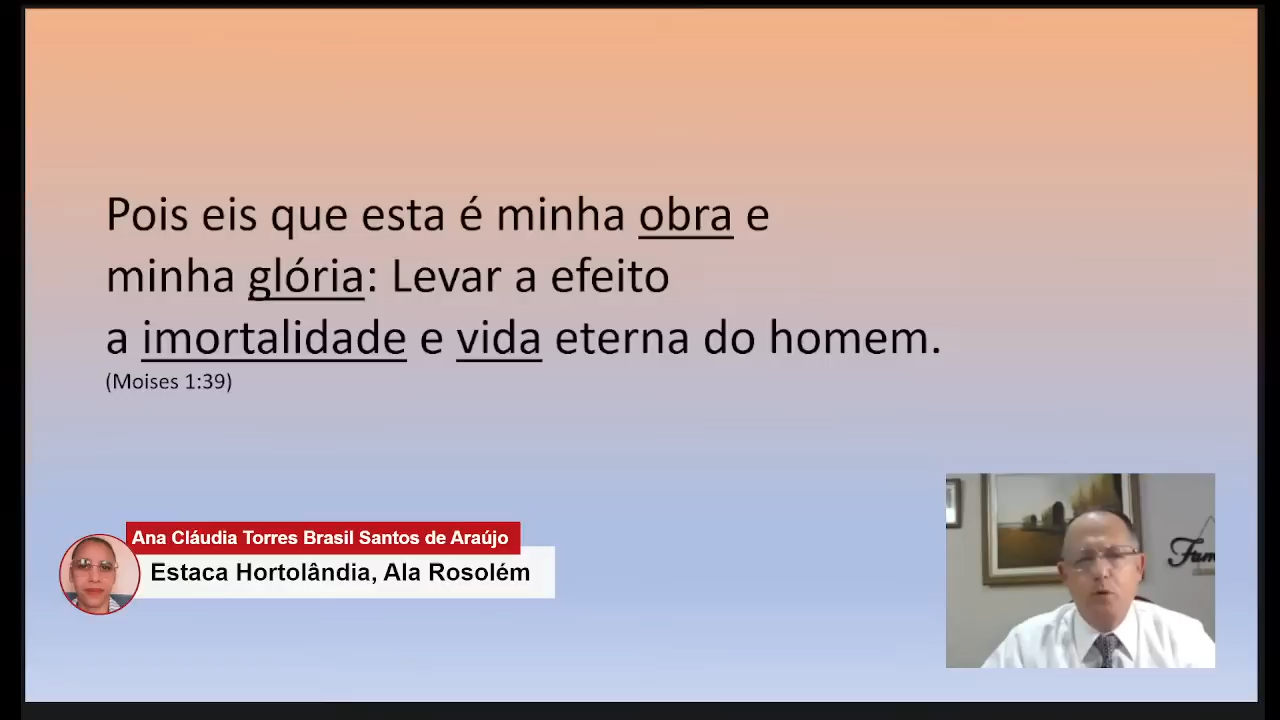 Pois eis que esta é minha obra e
minha glória: Levar a efeito
a imortalidade e vida eterna do homem.
(Moises 1:39)
Ana Cláudia Torres Brasil Santos de Araújo
Estaca Hortolândia, Ala Rosolém